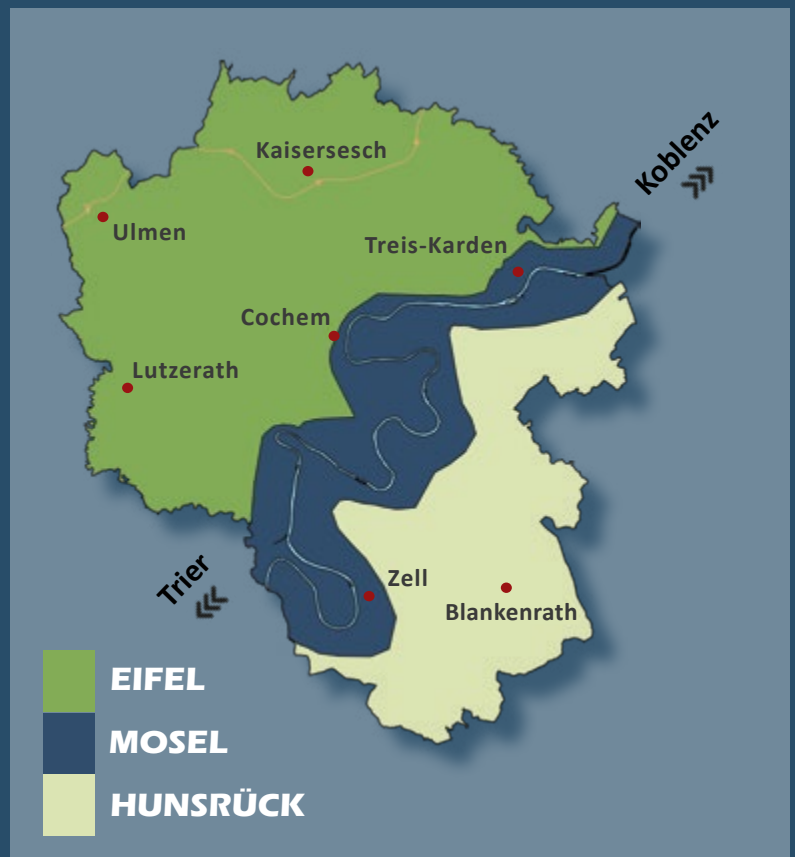 Koblenz
Kaisersesch
Ulmen
Treis-Karden
Cochem
Lutzerath
Trier
Zell
Blankenrath
EIFEL
MOSEL
HUNSRÜCK